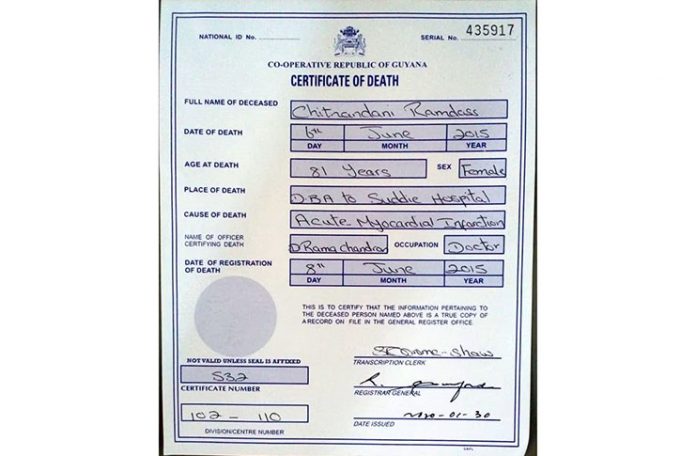 NATIONAL ID No.
SERIAL No. 435917
CO-OPERATIVE REPUBLIC OF GUYANA
CERTIFICATE OF DEATH
FULL NAME OF DECEASED Chitrandani Ramdass
DATE OF DEATH 6th June 2015
DAY MONTH YEAR
AGE AT DEATH 81 Years SEX Female
PLACE OF DEATH D.B.A to Suddie Hospital
CAUSE OF DEATH Acute Myocardial Infarction
NAME OF OFFICER CERTIFYING DEATH D Rama chandran OCCUPATION Doctor
DATE OF REGISTRATION OF DEATH 8th June 2015
DAY MONTH YEAR
THIS IS TO CERTIFY THAT THE INFORMATION PERTAINING TO
THE DECEASED PERSON NAMED ABOVE IS A TRUE COPY OF
A RECORD ON FILE IN THE GENERAL REGISTER OFFICE.
NOT VALID UNLESS SEAL IS AFFIXED
Shaw
TRANSCRIPTION CLERK
532
CERTIFICATE NUMBER
REGISTRAR GENERAL
102 - 110
DIVISION/CENTRE NUMBER
01-30
DATE ISSUED